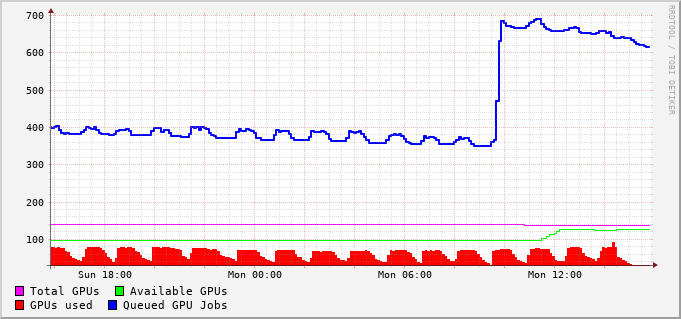 700
600
500
400
300
200
100
Sun 18:00 Mon 00:00 Mon 06:00 Mon 12:00
Total GPUs Available GPUs
GPUs used Queued GPU Jobs
RRDTOOL / TOBI OETIKER